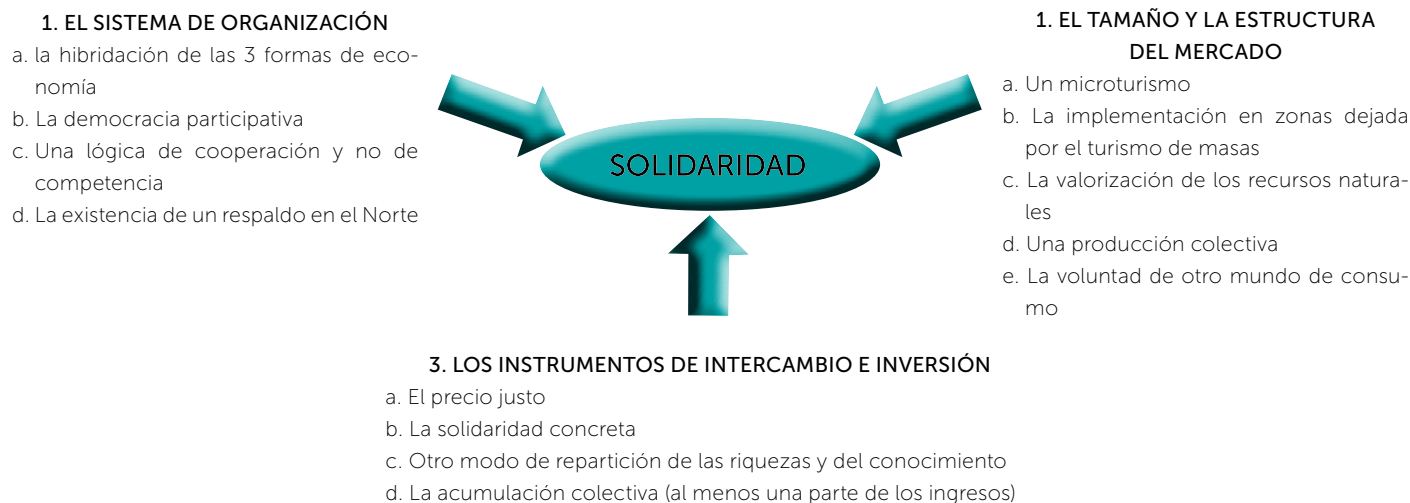 1. EL SISTEMA DE ORGANIZACIÓN
a. la hibridación de las 3 formas de eco-
nomía
b. La democracia participativa
c. Una lógica de cooperación y no de
competencia
d. La existencia de un respaldo en el Norte
SOLIDARIDAD
1. EL TAMAÑO Y LA ESTRUCTURA
DEL MERCADO
a. Un microturismo
b. La implementación en zonas dejada
por el turismo de masas
c. La valorización de los recursos natura-
les
d. Una producción colectiva
e. La voluntad de otro mundo de consu-
mo
3. LOS INSTRUMENTOS DE INTERCAMBIO E INVERSIÓN
a. El precio justo
b. La solidaridad concreta
c. Otro modo de repartición de las riquezas y del conocimiento
d. La acumulación colectiva (al menos una parte de los ingresos)